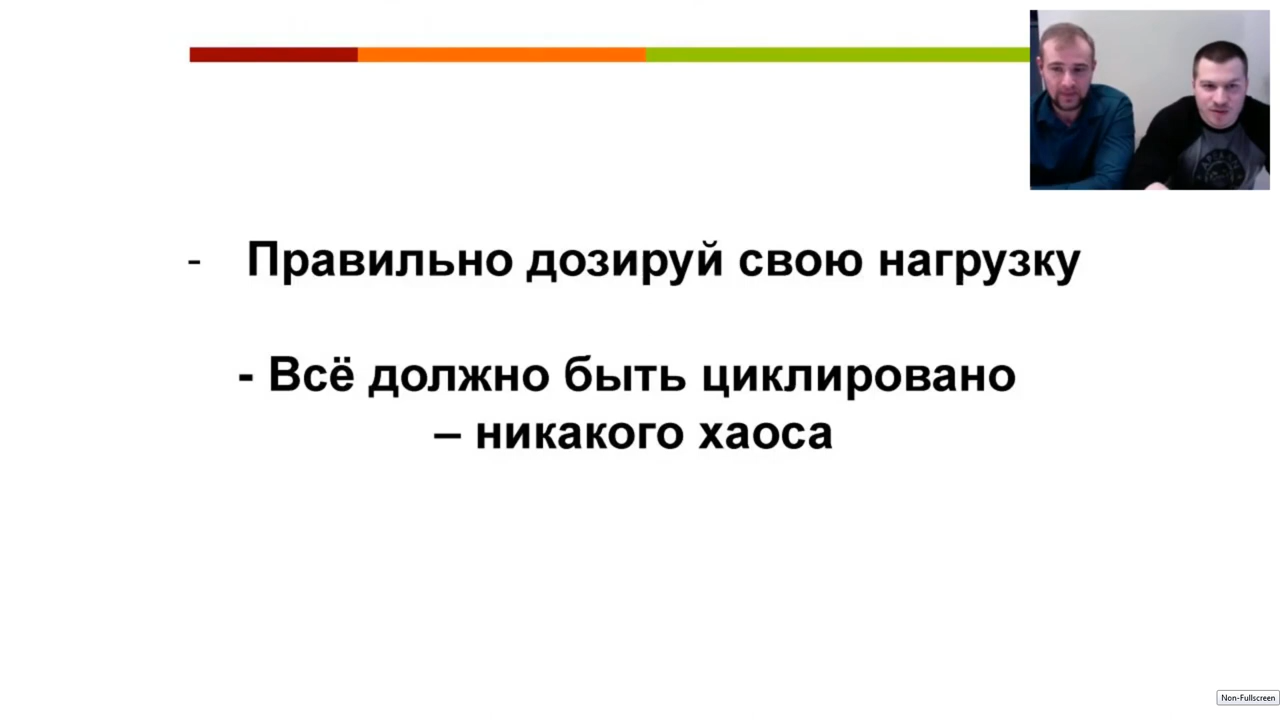 - Правильно дозируй свою нагрузку
- Всё должно быть циклировано
– никакого хаоса
Non-Fullscreen